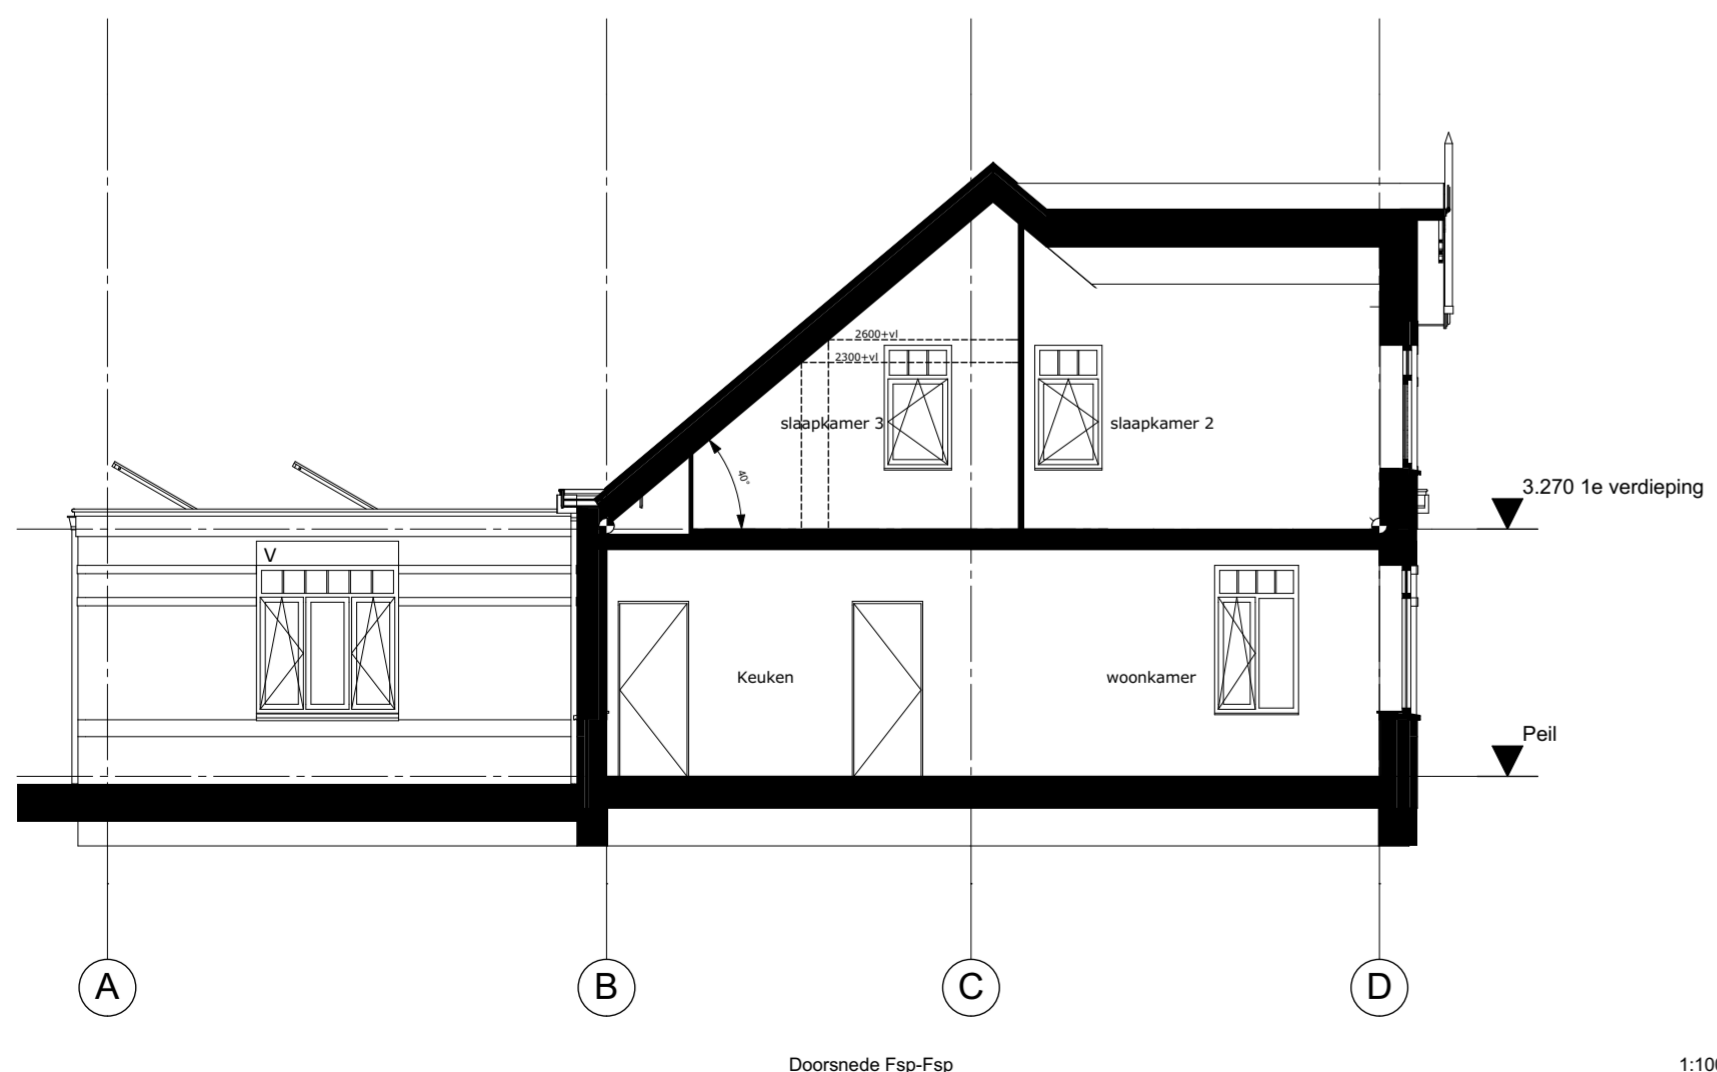 2600+vl
2300+vl
slaapkamer 3
slaapkamer 2
40°
3.270 1e verdieping
V
Keuken
woonkamer
Peil
A
B
C
D
Doorsnede Fsp-Fsp
1:100